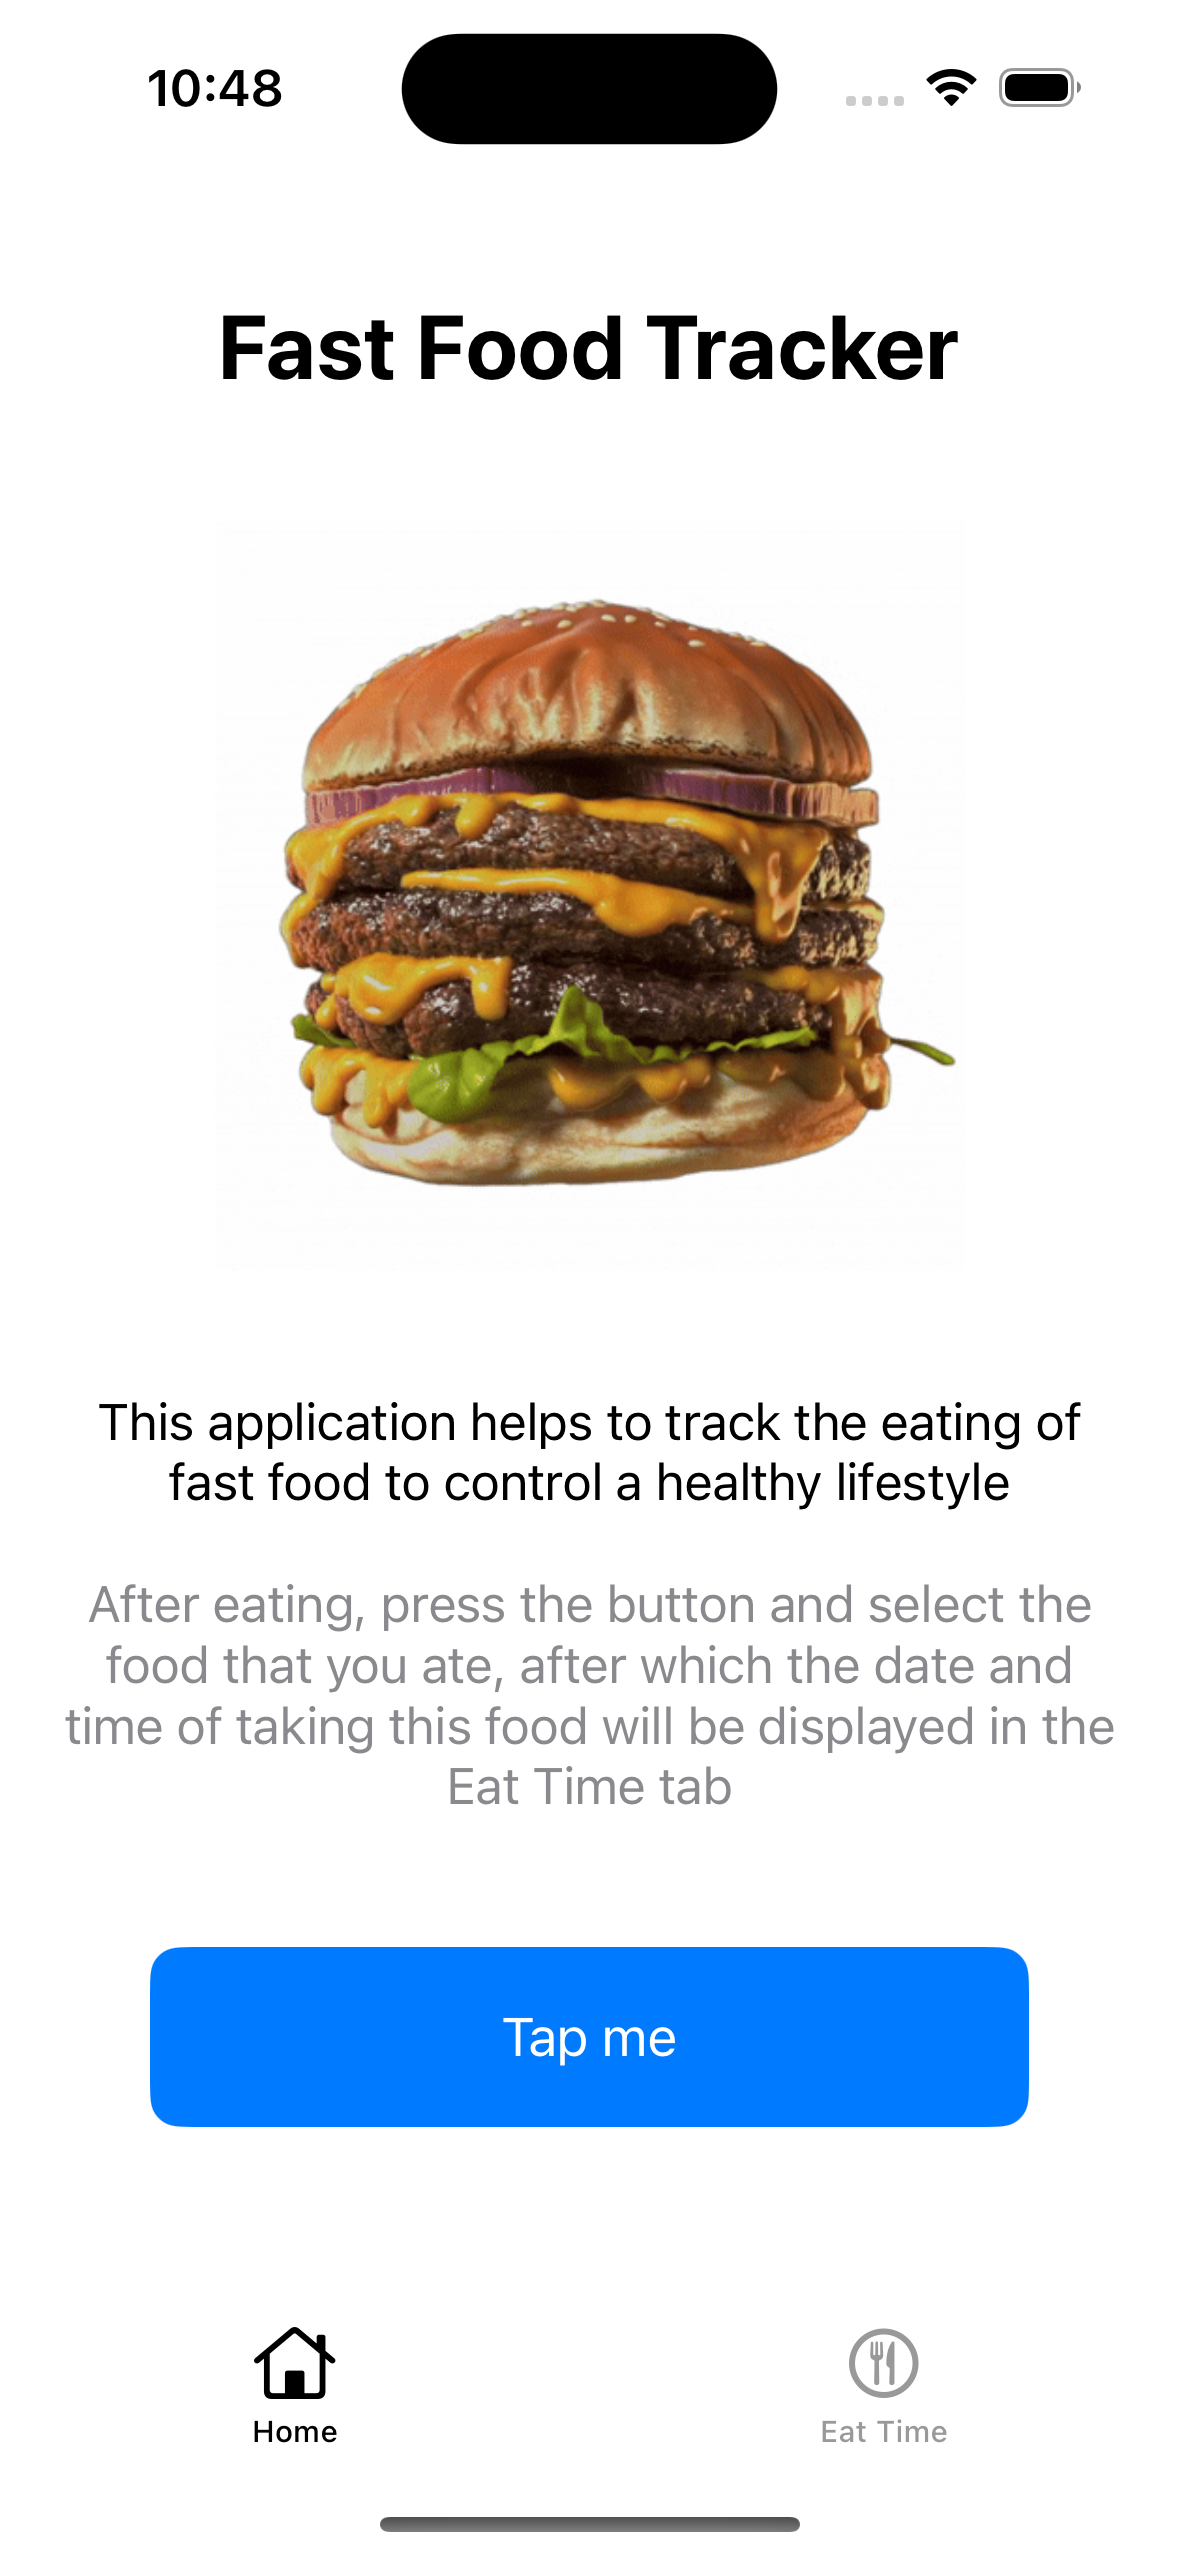 10:48
Fast Food Tracker
This application helps to track the eating of
fast food to control a healthy lifestyle
After eating, press the button and select the
food that you ate, after which the date and
time of taking this food will be displayed in the
Eat Time tab
Tap me
Home
Eat Time